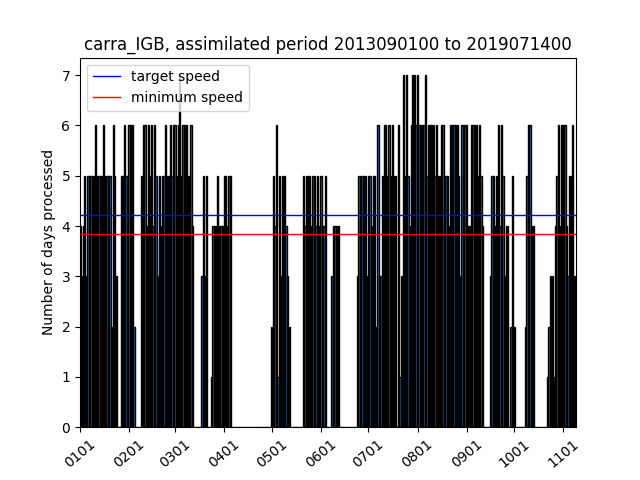 carra_IGB, assimilated period 2013090100 to 2019071400
target speed
minimum speed
Number of days processed
7
6
5
4
3
2
1
0
0101 0201 0301 0401 0501 0601 0701 0801 0901 1001 1101